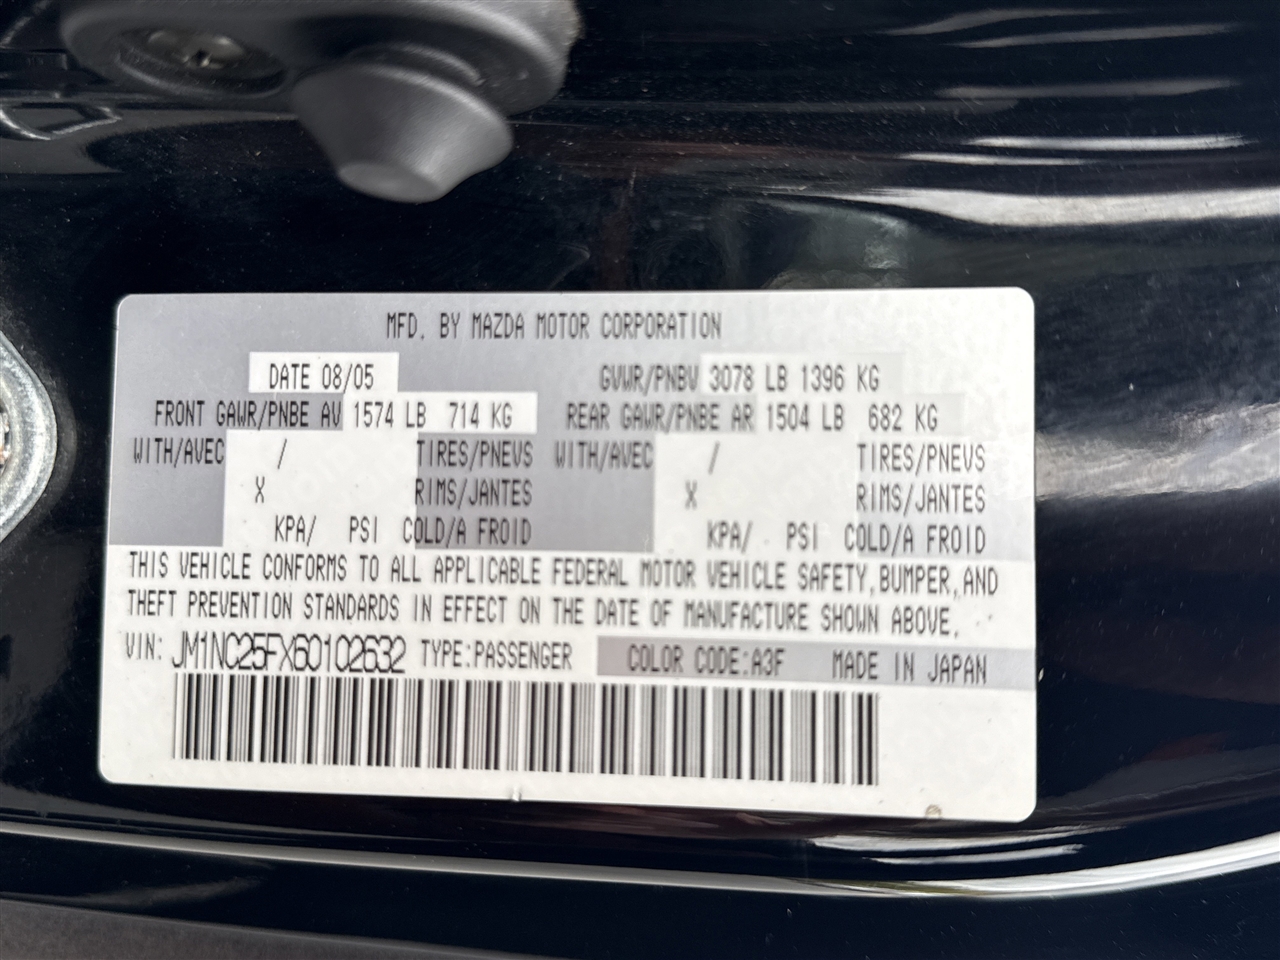 MFD. BY MAZDA MOTOR CORPORATION
DATE 08/05 GVWR/PNBV 3078 LB 1396 KG
FRONT GAWR/PNBE AV 1574 LB 714 KG REAR GAWR/PNBE AR 1504 LB 682 KG
WITH/AVEC / TIRES/PNEUS WITH/AVEC / TIRES/PNEUS
X RIMS/JANTES X RIMS/JANTES
KPA/ PSI COLD/A FROID KPA/ PSI COLD/A FROID
THIS VEHICLE CONFORMS TO ALL APPLICABLE FEDERAL MOTOR VEHICLE SAFETY, BUMPER, AND
THEFT PREVENTION STANDARDS IN EFFECT ON THE DATE OF MANUFACTURE SHOWN ABOVE.
VIN: JM1NC25FX60102632 TYPE:PASSENGER COLOR CODE:A3F MADE IN JAPAN